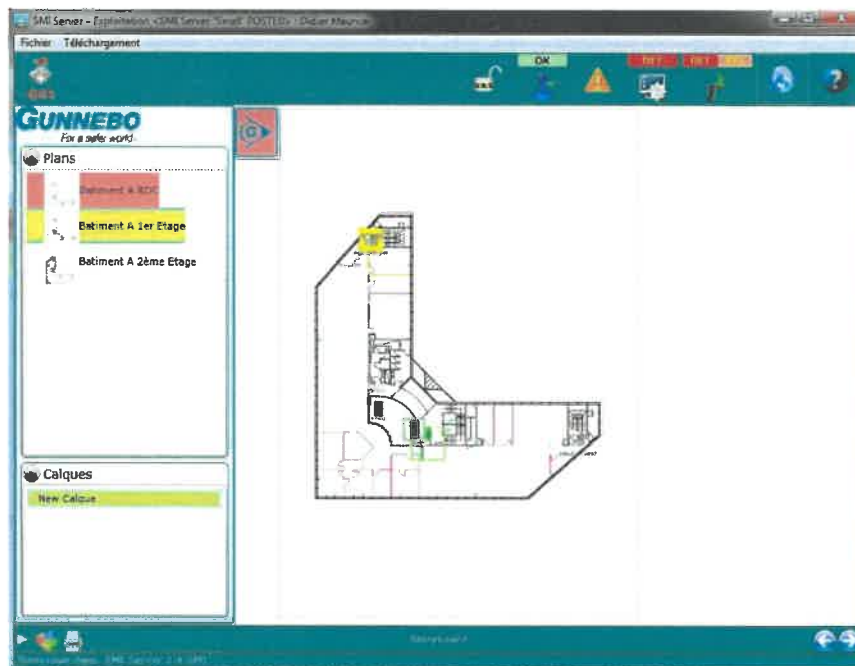 SMI Server - Exploitation <SMI Server 'Small' POSTE0> : Didier Maurice
Fichier Téléchargement
OK
GUNNEBO
For a safer world
Plans
Batiment A RDC
Batiment A 1er Etage
Batiment A 2ème Etage
Calques
New Calque